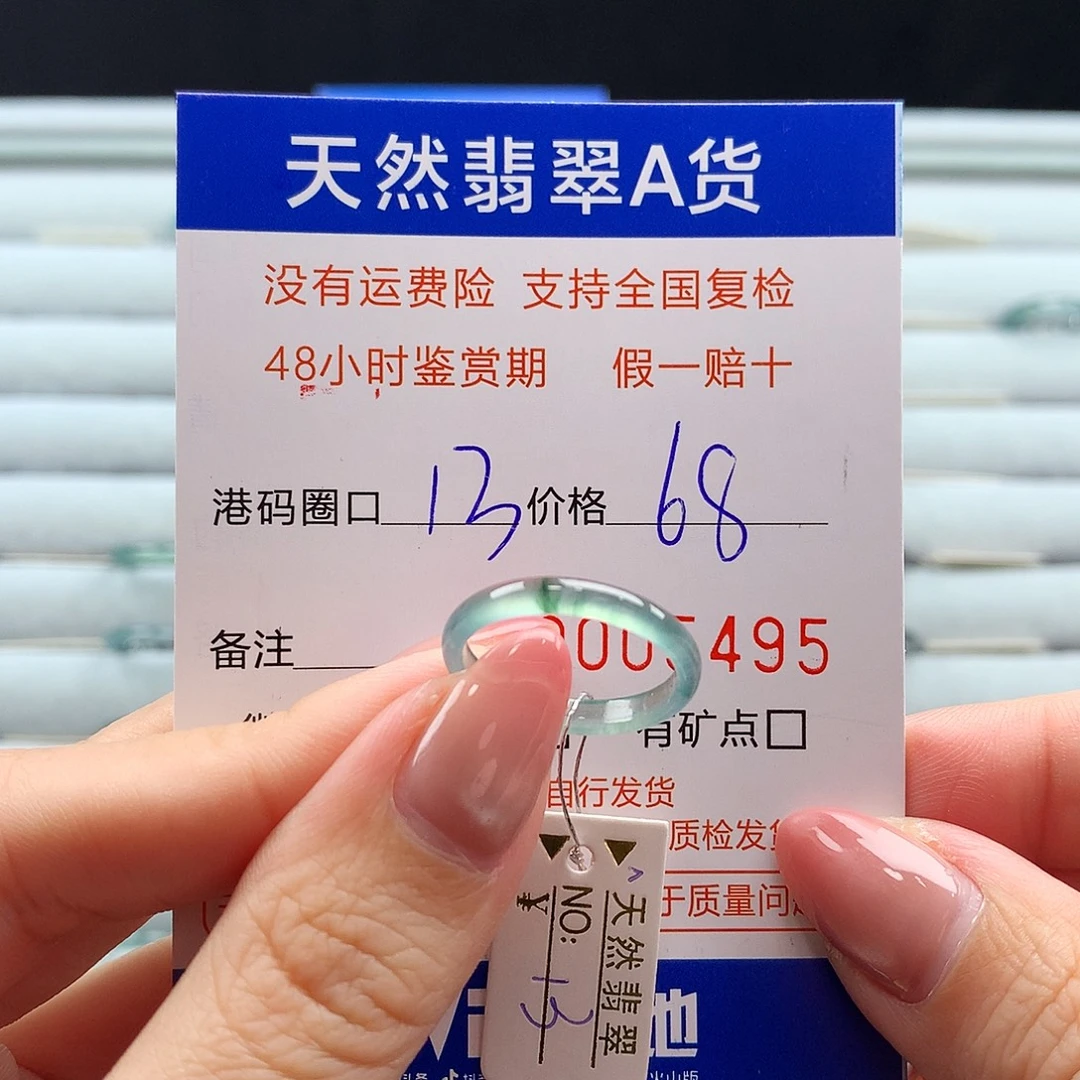 天然翡翠A货
没有运费险 支持全国复检
48小时鉴赏期 假一赔十
港码圈口 13 价格 68
备注 495
有矿点□
自行发货
质检发
于质量问
天然翡翠
NO:
¥ 13